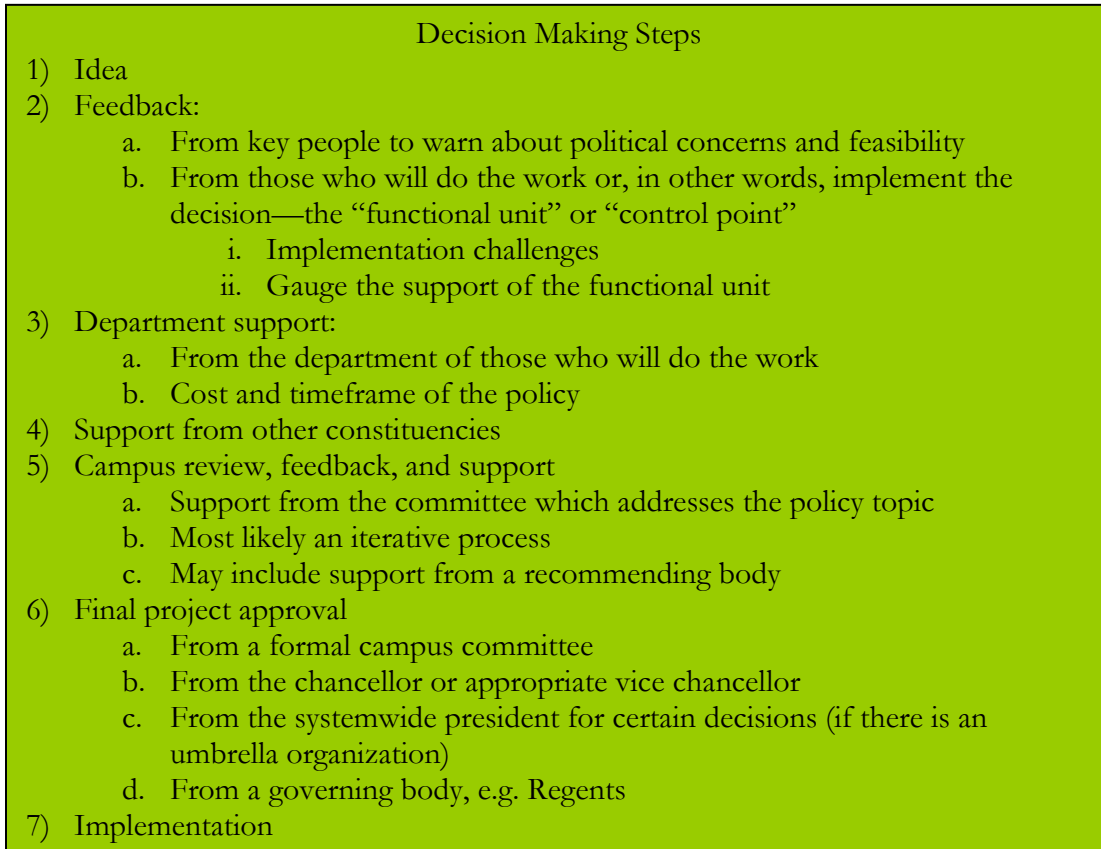 Decision Making Steps
1) Idea
2) Feedback:
a. From key people to warn about political concerns and feasibility
b. From those who will do the work or, in other words, implement the
decision—the “functional unit” or “control point”
i. Implementation challenges
ii. Gauge the support of the functional unit
3) Department support:
a. From the department of those who will do the work
b. Cost and timeframe of the policy
4) Support from other constituencies
5) Campus review, feedback, and support
a. Support from the committee which addresses the policy topic
b. Most likely an iterative process
c. May include support from a recommending body
6) Final project approval
a. From a formal campus committee
b. From the chancellor or appropriate vice chancellor
c. From the systemwide president for certain decisions (if there is an
umbrella organization)
d. From a governing body, e.g. Regents
7) Implementation